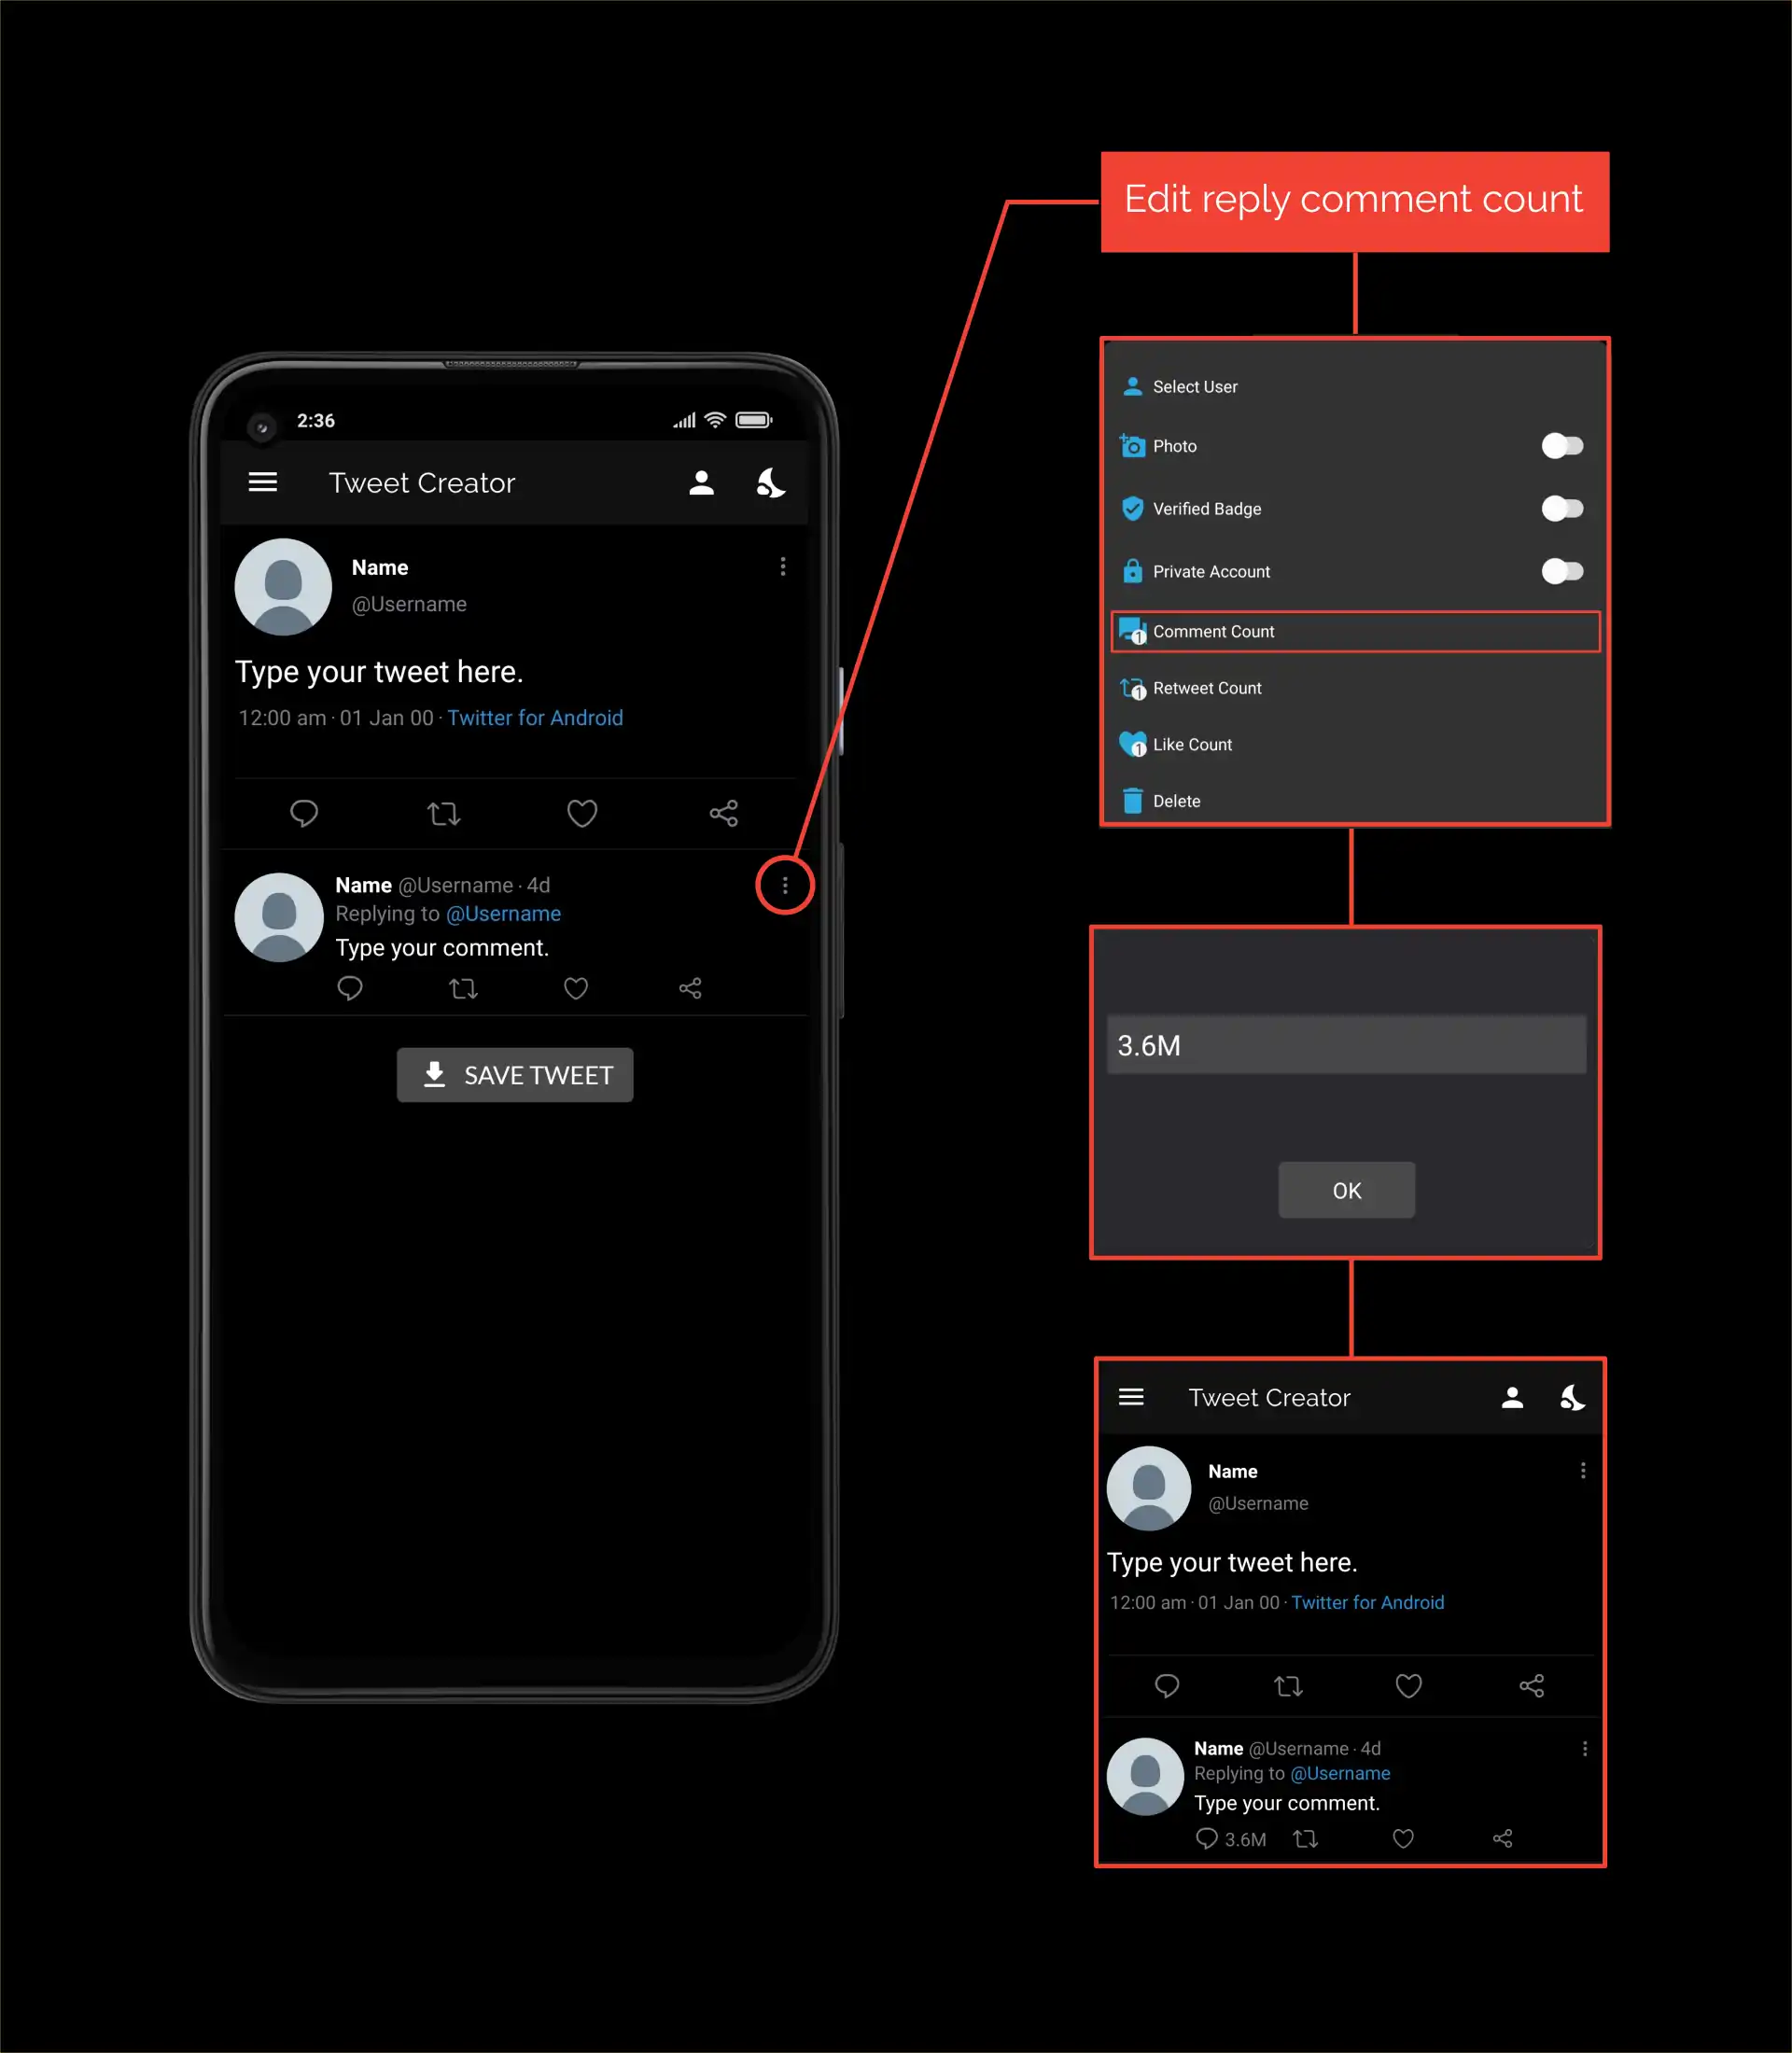 Edit reply comment count
2:36
Tweet Creator
Name
@Username
Type your tweet here.
12:00 am · 01 Jan 00 · Twitter for Android
Name @Username · 4d
Replying to @Username
Type your comment.
SAVE TWEET
Select User
Photo
Verified Badge
Private Account
1 Comment Count
1 Retweet Count
1 Like Count
Delete
3.6M
OK
Tweet Creator
Name
@Username
Type your tweet here.
12:00 am · 01 Jan 00 · Twitter for Android
Name @Username · 4d
Replying to @Username
Type your comment.
3.6M